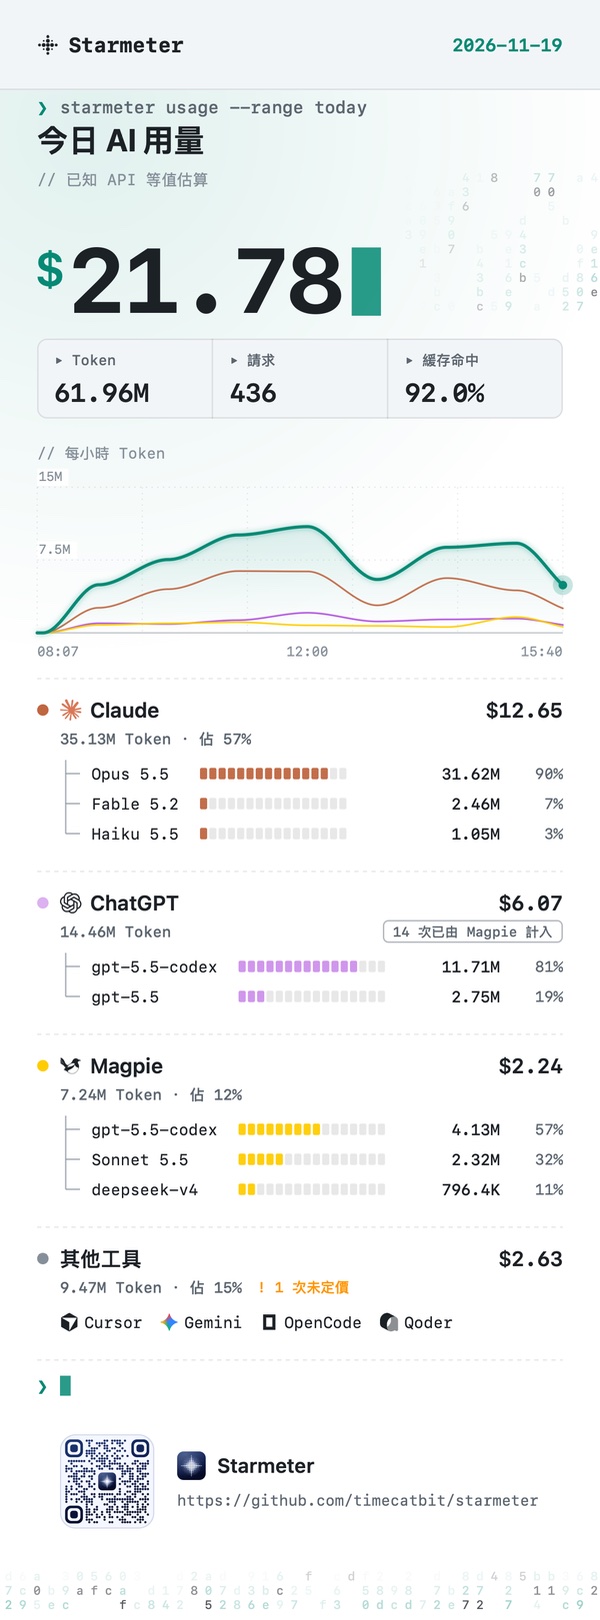 Starmeter
2026-11-19
❯ starmeter usage --range today
今日 AI 用量
// 已知 API 等值估算
$21.78
▸ Token
61.96M
▸ 請求
436
▸ 緩存命中
92.0%
// 每小時 Token
15M
7.5M
08:07 12:00 15:40
Claude $12.65
35.13M Token · 佔 57%
Opus 5.5 31.62M 90%
Fable 5.2 2.46M 7%
Haiku 5.5 1.05M 3%
ChatGPT $6.07
14.46M Token 14 次已由 Magpie 計入
gpt-5.5-codex 11.71M 81%
gpt-5.5 2.75M 19%
Magpie $2.24
7.24M Token · 佔 12%
gpt-5.5-codex 4.13M 57%
Sonnet 5.5 2.32M 32%
deepseek-v4 796.4K 11%
其他工具 $2.63
9.47M Token · 佔 15% ! 1 次未定價
Cursor Gemini OpenCode Qoder
❯
Starmeter
https://github.com/timecatbit/starmeter